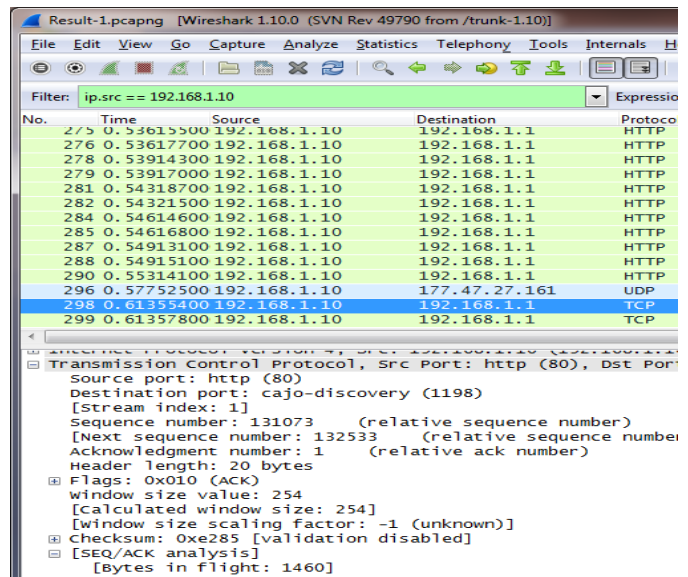 Result-1.pcapng [Wireshark 1.10.0 (SVN Rev 49790 from /trunk-1.10)]
File Edit View Go Capture Analyze Statistics Telephony Tools Internals
Filter: ip.src == 192.168.1.10 Expressio
No. Time Source Destination Protoco
275 0.53615500 192.168.1.10 192.168.1.1 HTTP
276 0.53617700 192.168.1.10 192.168.1.1 HTTP
278 0.53914300 192.168.1.10 192.168.1.1 HTTP
279 0.53917000 192.168.1.10 192.168.1.1 HTTP
281 0.54318700 192.168.1.10 192.168.1.1 HTTP
282 0.54321500 192.168.1.10 192.168.1.1 HTTP
284 0.54614600 192.168.1.10 192.168.1.1 HTTP
285 0.54616800 192.168.1.10 192.168.1.1 HTTP
287 0.54913100 192.168.1.10 192.168.1.1 HTTP
288 0.54915100 192.168.1.10 192.168.1.1 HTTP
290 0.55314100 192.168.1.10 192.168.1.1 HTTP
296 0.57752500 192.168.1.10 177.47.27.161 UDP
298 0.61355400 192.168.1.10 192.168.1.1 TCP
299 0.61357800 192.168.1.10 192.168.1.1 TCP
Transmission Control Protocol, Src Port: http (80), Dst Port
Source port: http (80)
Destination port: cajo-discovery (1198)
[Stream index: 1]
Sequence number: 131073 (relative sequence number)
[Next sequence number: 132533 (relative sequence number
Acknowledgment number: 1 (relative ack number)
Header length: 20 bytes
Flags: 0x010 (ACK)
Window size value: 254
[Calculated window size: 254]
[Window size scaling factor: -1 (unknown)]
Checksum: 0xe285 [validation disabled]
[SEQ/ACK analysis]
[Bytes in flight: 1460]